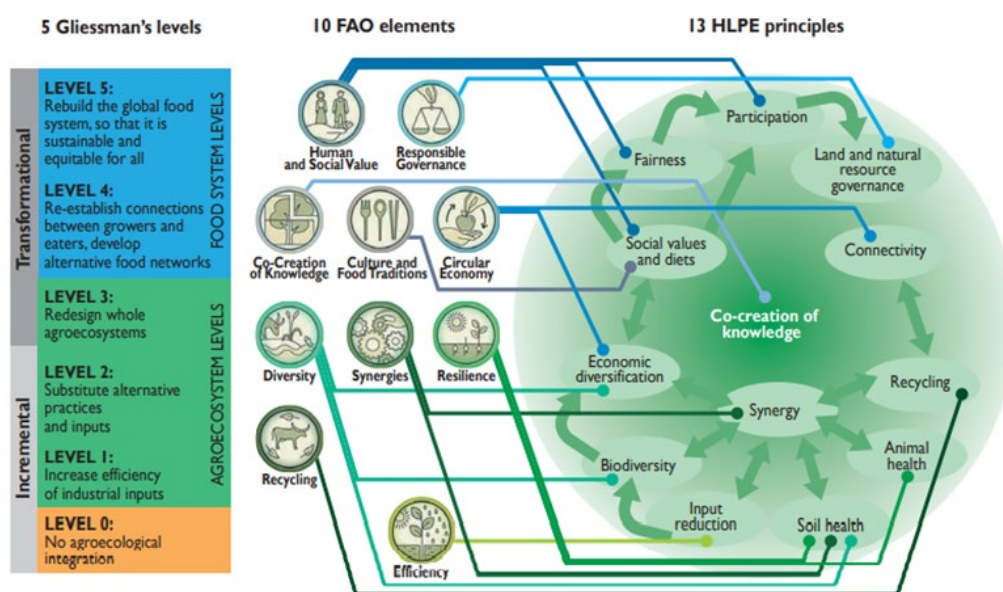 5 Gliessman's levels
10 FAO elements
13 HLPE principles
Transformational
Incremental
FOOD SYSTEM LEVELS
AGROECOSYSTEM LEVELS
LEVEL 5:
Rebuild the global food
system, so that it is
sustainable and
equitable for all
LEVEL 4:
Re-establish connections
between growers and
eaters, develop
alternative food networks
LEVEL 3:
Redesign whole
agroecosystems
LEVEL 2:
Substitute alternative
practices
and inputs
LEVEL 1:
Increase efficiency
of industrial inputs
LEVEL 0:
No agroecological
integration
Human
and Social Value
Responsible
Governance
Co-Creation
of Knowledge
Culture and
Food Traditions
Circular
Economy
Diversity
Synergies
Resilience
Recycling
Efficiency
Participation
Fairness
Land and natural
resource
governance
Social values
and diets
Connectivity
Co-creation of
knowledge
Economic
diversification
Recycling
Synergy
Biodiversity
Animal
health
Input
reduction
Soil health